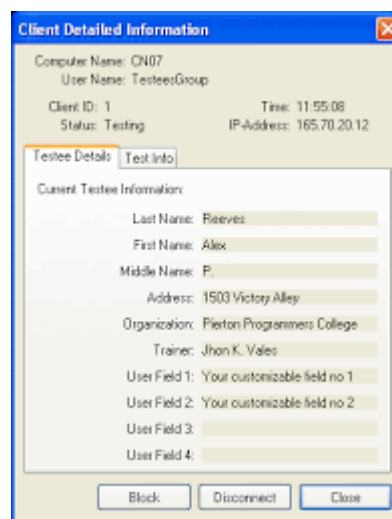 Client Detailed Information
Computer Name: CN07
User Name: TesteesGroup
Client ID: 1 Time: 11:55:08
Status: Testing IP-Address: 165.70.20.12
Testee Details Test Info
Current Testee Information:
Last Name: Reeves
First Name: Alex
Middle Name: P.
Address: 1503 Victory Alley
Organization: Pierton Programmers College
Trainer: Jhon K. Vales
User Field 1: Your customizable field no 1
User Field 2: Your customizable field no 2
User Field 3:
User Field 4:
Block Disconnect Close